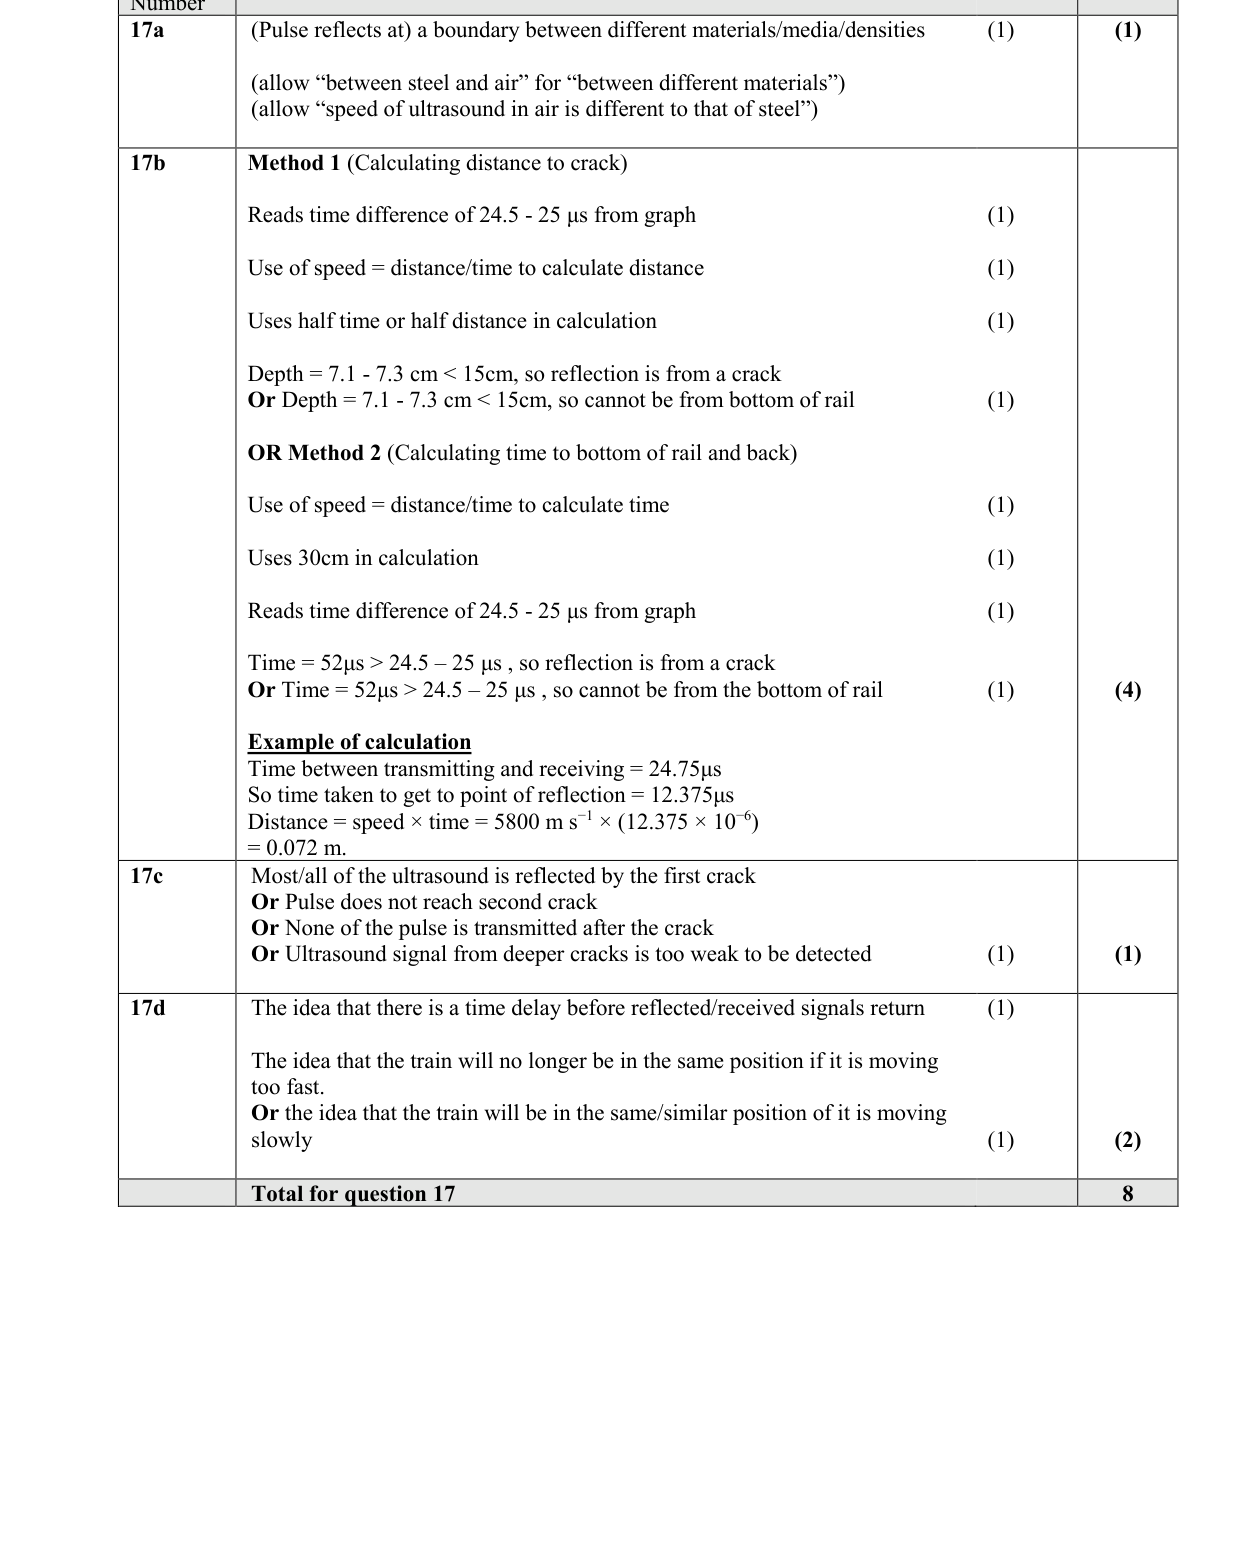 Number
17a (Pulse reflects at) a boundary between different materials/media/densities (1) (1)
(allow “between steel and air” for “between different materials”)
(allow “speed of ultrasound in air is different to that of steel”)
17b Method 1 (Calculating distance to crack)
Reads time difference of 24.5 - 25 μs from graph (1)
Use of speed = distance/time to calculate distance (1)
Uses half time or half distance in calculation (1)
Depth = 7.1 - 7.3 cm < 15cm, so reflection is from a crack
Or Depth = 7.1 - 7.3 cm < 15cm, so cannot be from bottom of rail (1)
OR Method 2 (Calculating time to bottom of rail and back)
Use of speed = distance/time to calculate time (1)
Uses 30cm in calculation (1)
Reads time difference of 24.5 - 25 μs from graph (1)
Time = 52μs > 24.5 – 25 μs , so reflection is from a crack
Or Time = 52μs > 24.5 – 25 μs , so cannot be from the bottom of rail (1) (4)
Example of calculation
Time between transmitting and receiving = 24.75μs
So time taken to get to point of reflection = 12.375μs
Distance = speed × time = 5800 m s⁻¹ × (12.375 × 10⁻⁶)
= 0.072 m.
17c Most/all of the ultrasound is reflected by the first crack
Or Pulse does not reach second crack
Or None of the pulse is transmitted after the crack
Or Ultrasound signal from deeper cracks is too weak to be detected (1) (1)
17d The idea that there is a time delay before reflected/received signals return (1)
The idea that the train will no longer be in the same position if it is moving
too fast.
Or the idea that the train will be in the same/similar position of it is moving
slowly (1) (2)
Total for question 17 8